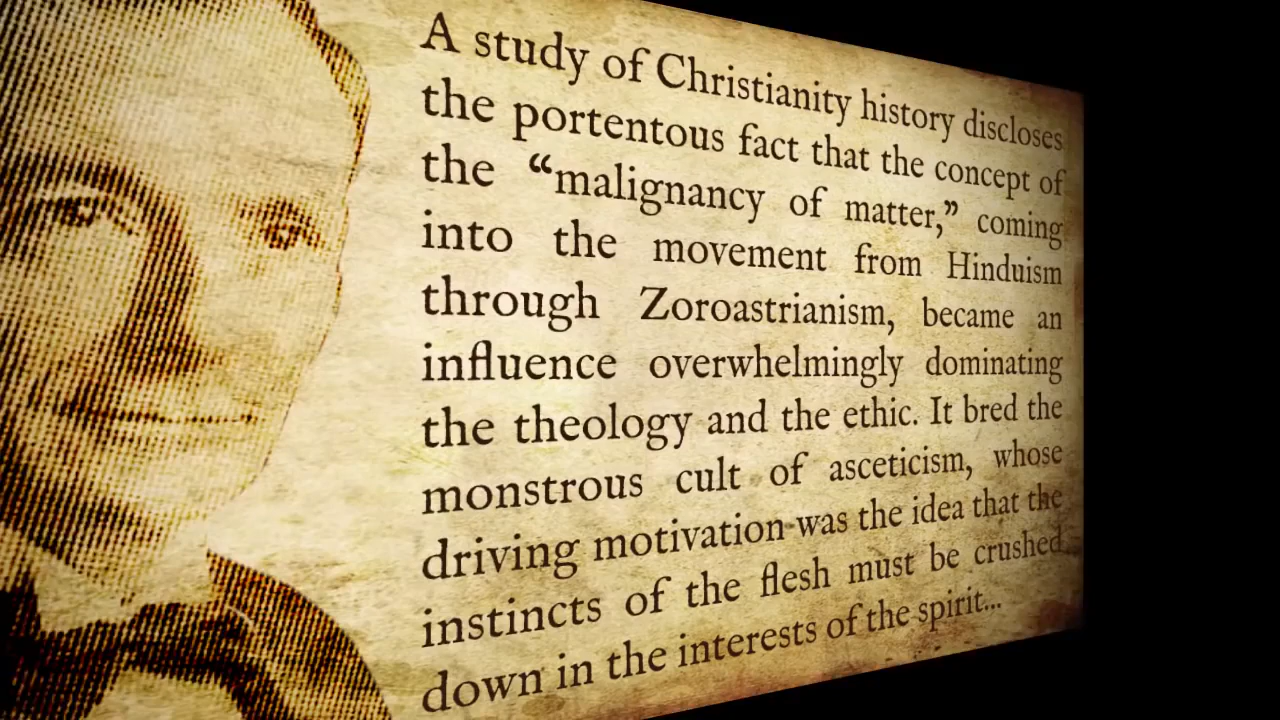 A study of Christianity history discloses
the portentous fact that the concept of
the “malignancy of matter,” coming
into the movement from Hinduism
through Zoroastrianism, became an
influence overwhelmingly dominating
the theology and the ethic. It bred the
monstrous cult of asceticism, whose
driving motivation was the idea that the
instincts of the flesh must be crushed
down in the interests of the spirit...